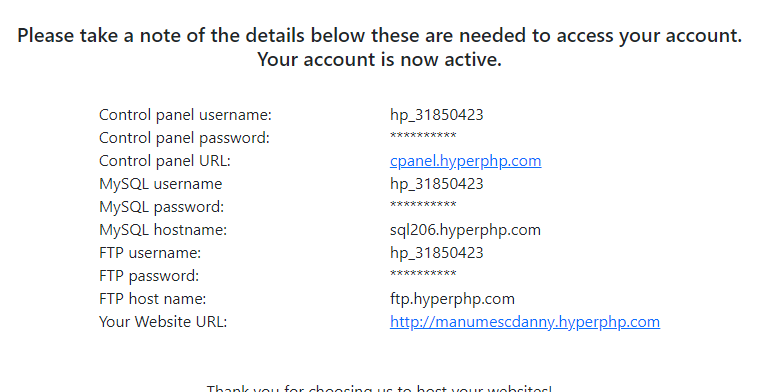 Please take a note of the details below these are needed to access your account.
Your account is now active.
Control panel username: hp_31850423
Control panel password: **********
Control panel URL: cpanel.hyperphp.com
MySQL username hp_31850423
MySQL password: **********
MySQL hostname: sql206.hyperphp.com
FTP username: hp_31850423
FTP password: **********
FTP host name: ftp.hyperphp.com
Your Website URL: http://manumescdanny.hyperphp.com
Thank you for choosing us to host your websites!